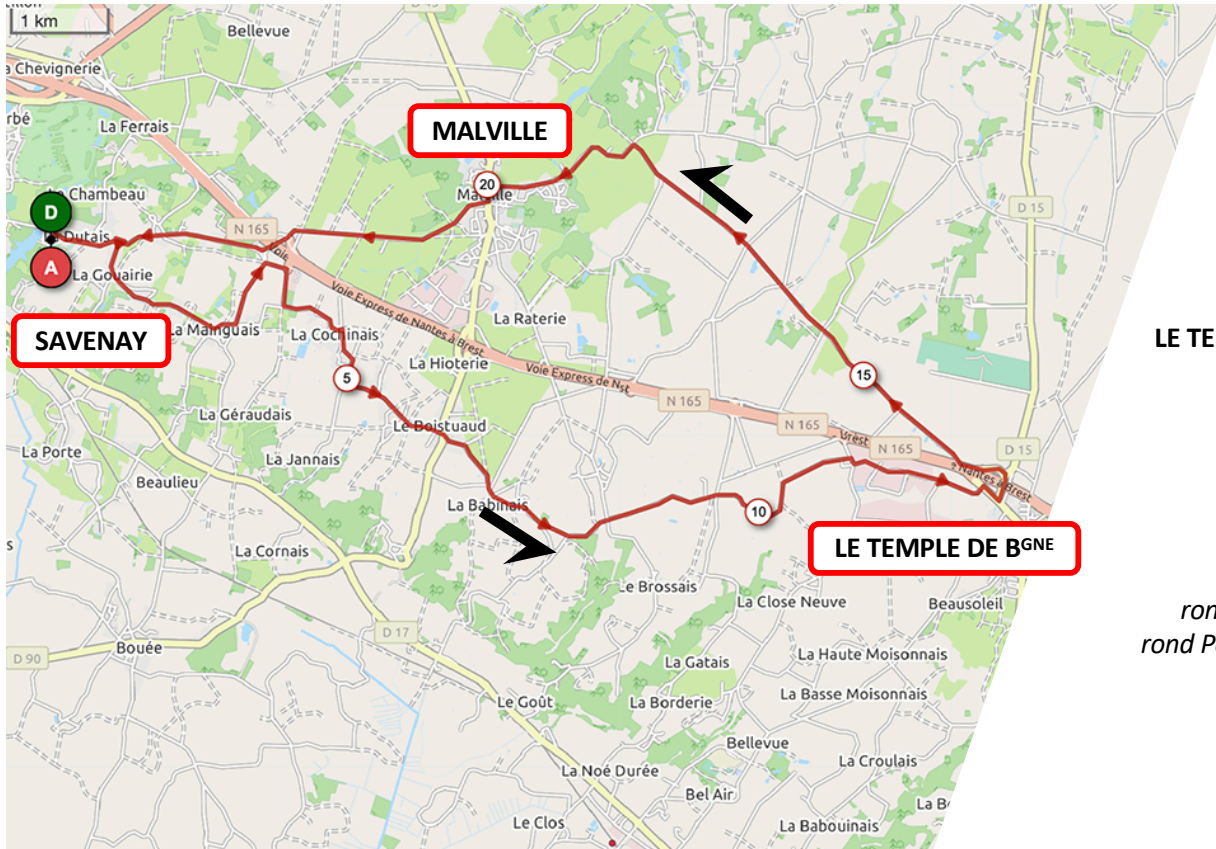 1 km
Bellevue
Chevignerie
La Ferrais
MALVILLE
20
Chambeau
D
Dutais
N 165
Voie
D 15
A
La Gouairie
Voie Express de Nantes à Brest
SAVENAY
La Mainguais
La Cochinais
La Raterie
LE TE
La Hioterie
Voie Express de
5
15
N 165
La Géraudais
Le Boistuaud
N 165
N 165
D 15
La Porte
La Jannais
Nantes à Brest
Beaulieu
La Babinais
10
LE TEMPLE DE BGNE
La Cornais
Le Brossais
La Close Neuve
Beausoleil
ron
D 17
Bouée
D 90
La Gatais
La Haute Moisonnais
rond P
Le Goût
La Borderie
La Basse Moisonnais
Bellevue
La Croulais
La Noé Durée
Bel Air
Le Clos
La Babouinais